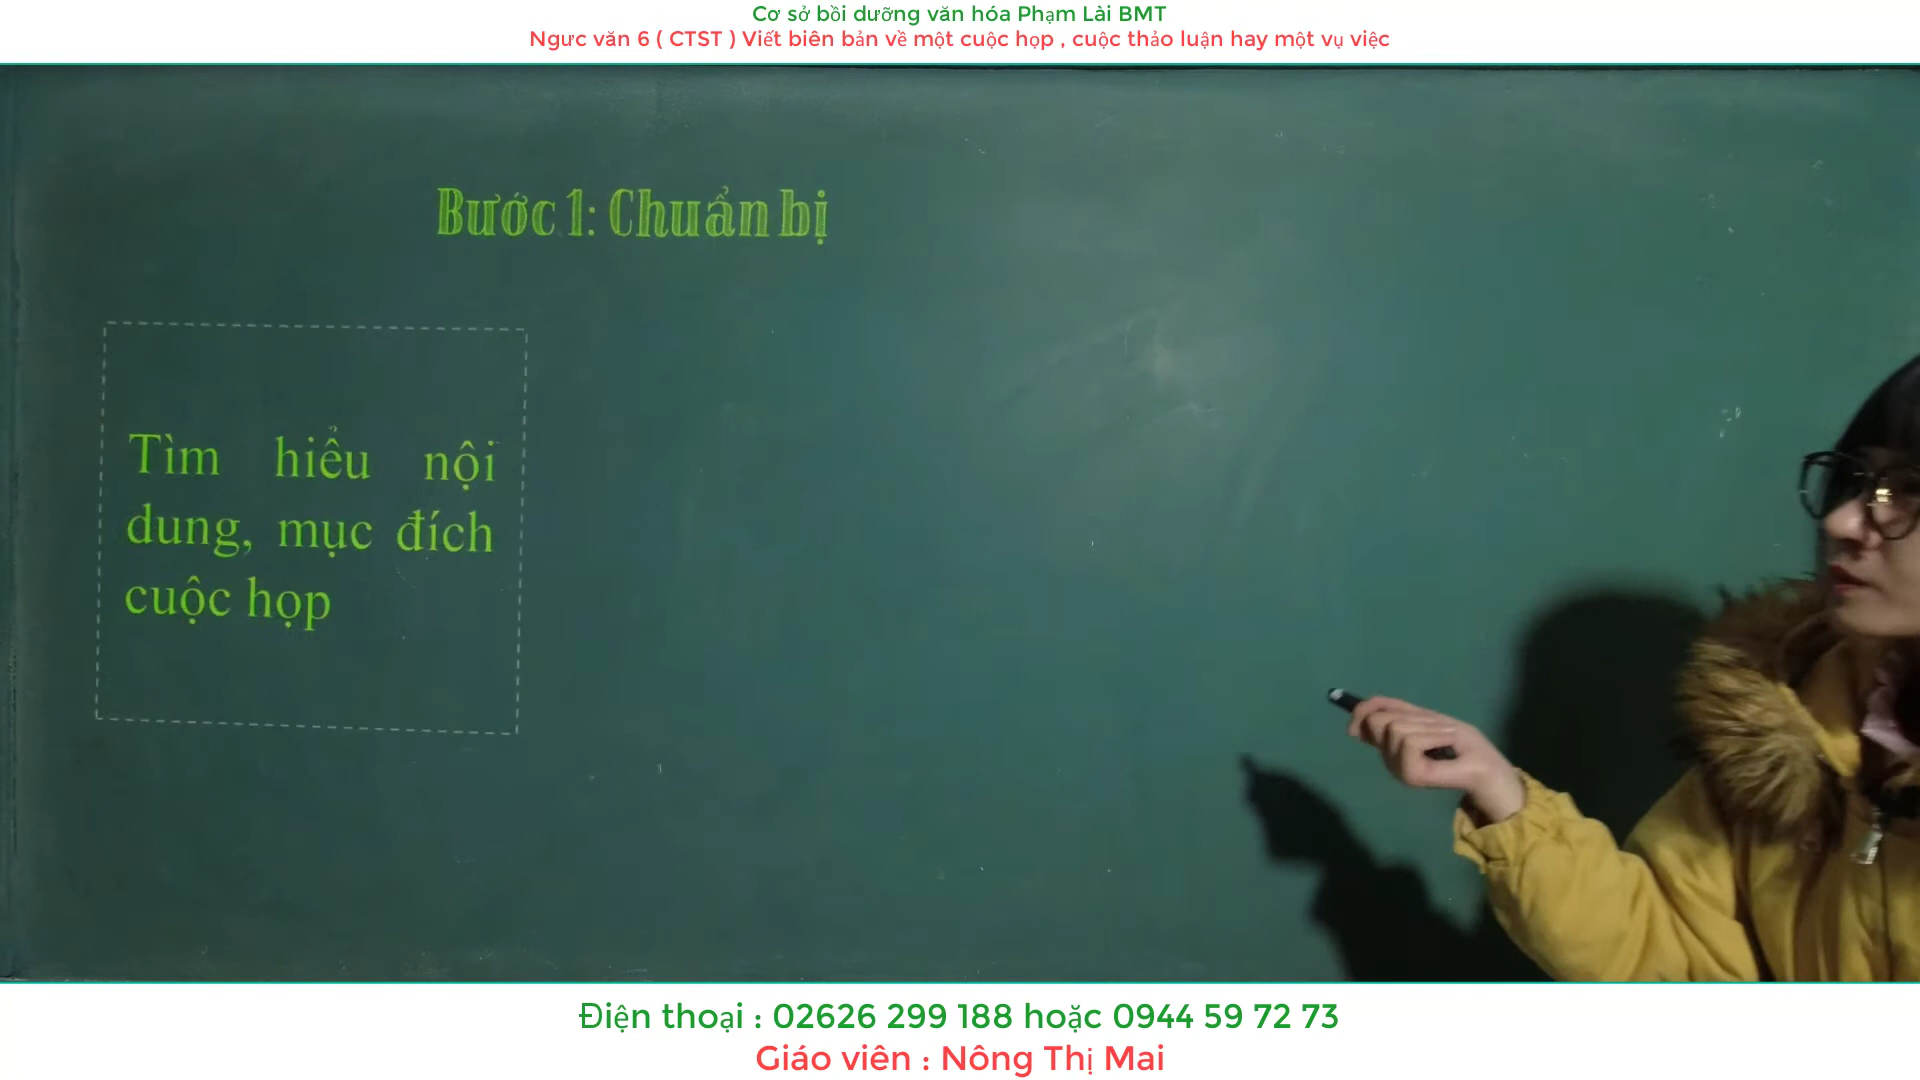 Cơ sở bồi dưỡng văn hóa Phạm Lài BMT
Ngưc văn 6 ( CTST ) Viết biên bản về một cuộc họp , cuộc thảo luận hay một vụ việc
Bước 1: Chuẩn bị
Tìm hiểu nội
dung, mục đích
cuộc họp
Điện thoại : 02626 299 188 hoặc 0944 59 72 73
Giáo viên : Nông Thị Mai